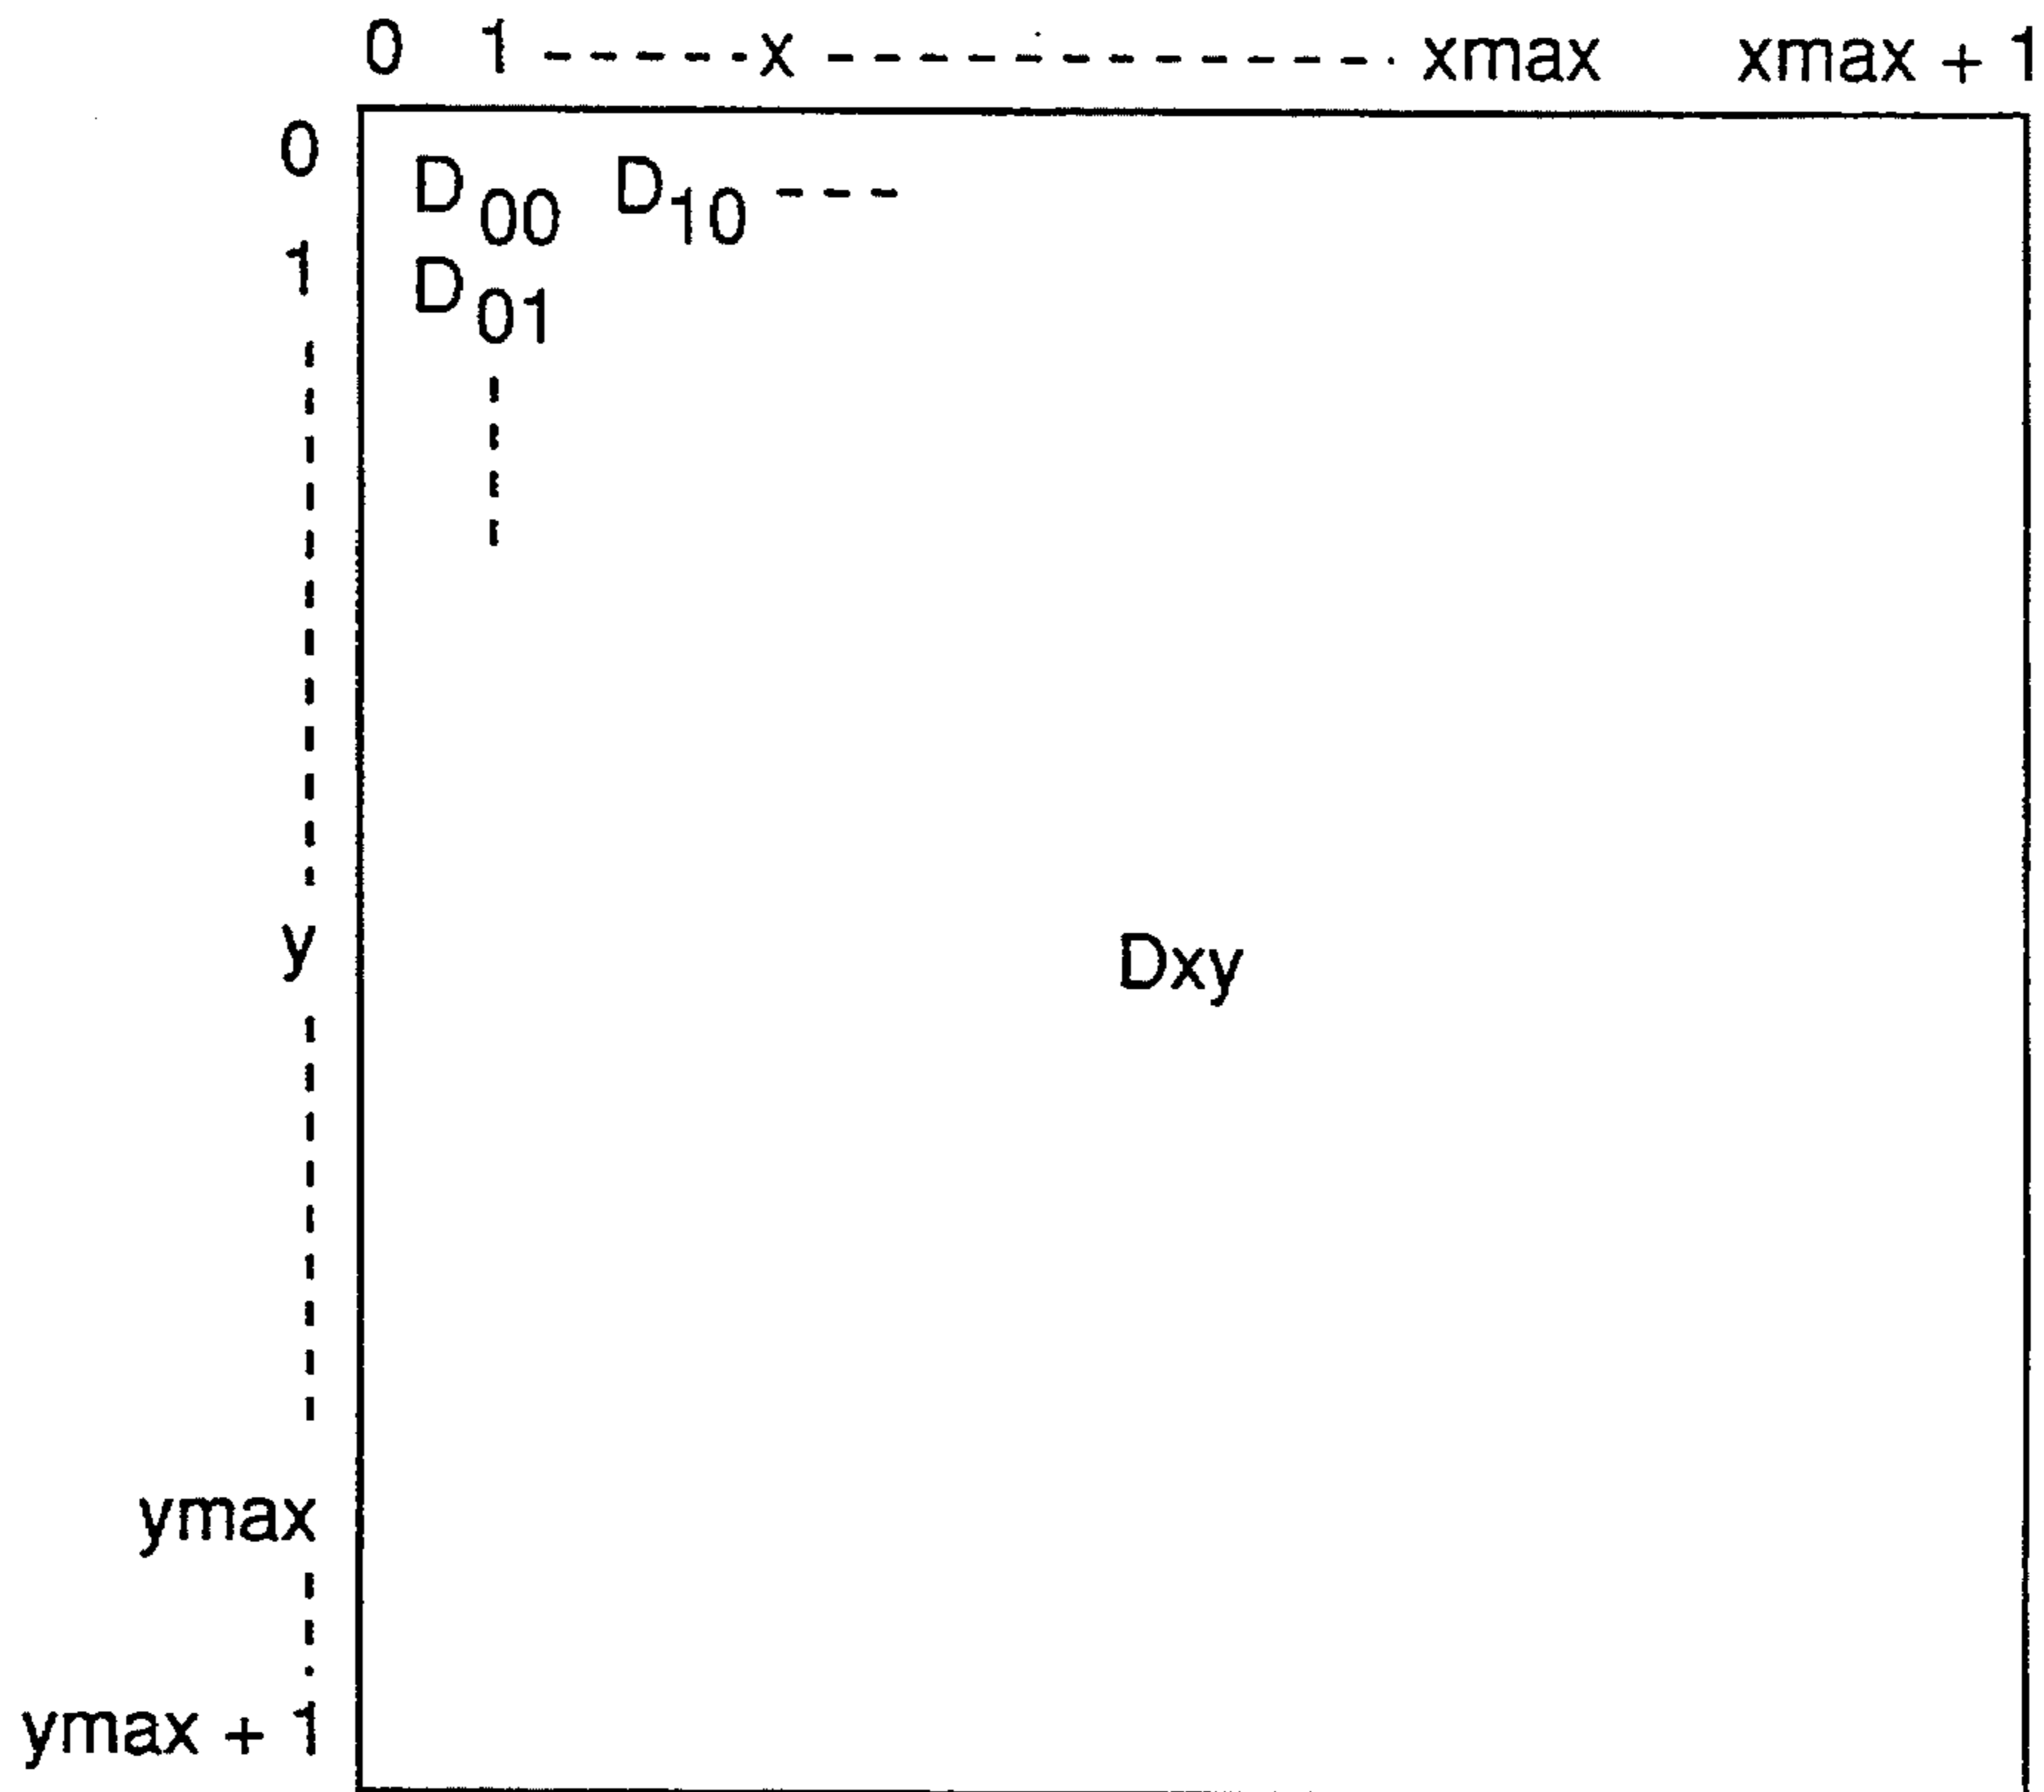 0 1 -----x ------------- xmax xmax + 1
0
D00 D10 ---
1
D01
y
Dxy
ymax
ymax + 1